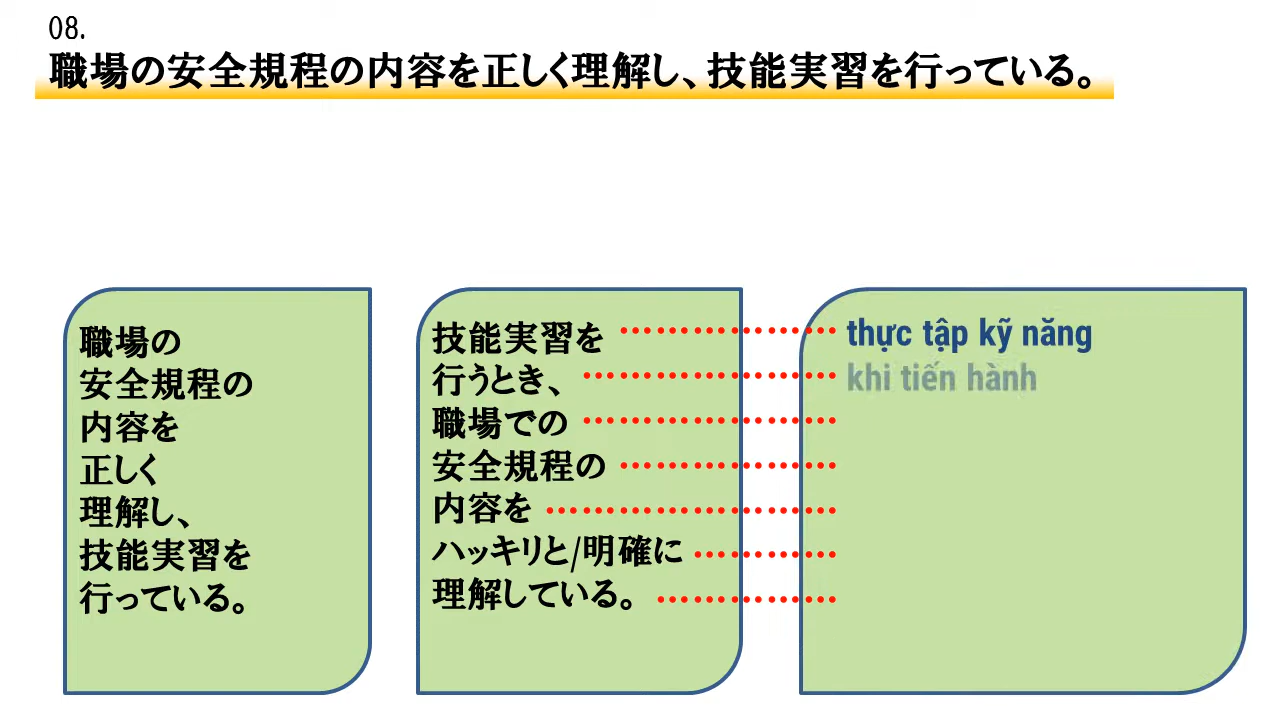 08.
職場の安全規程の内容を正しく理解し、技能実習を行っている。
職場の
安全規程の
内容を
正しく
理解し、
技能実習を
行っている。
技能実習を
行うとき、
職場での
安全規程の
内容を
ハッキリと/明確に
理解している。
thực tập kỹ năng
khi tiến hành